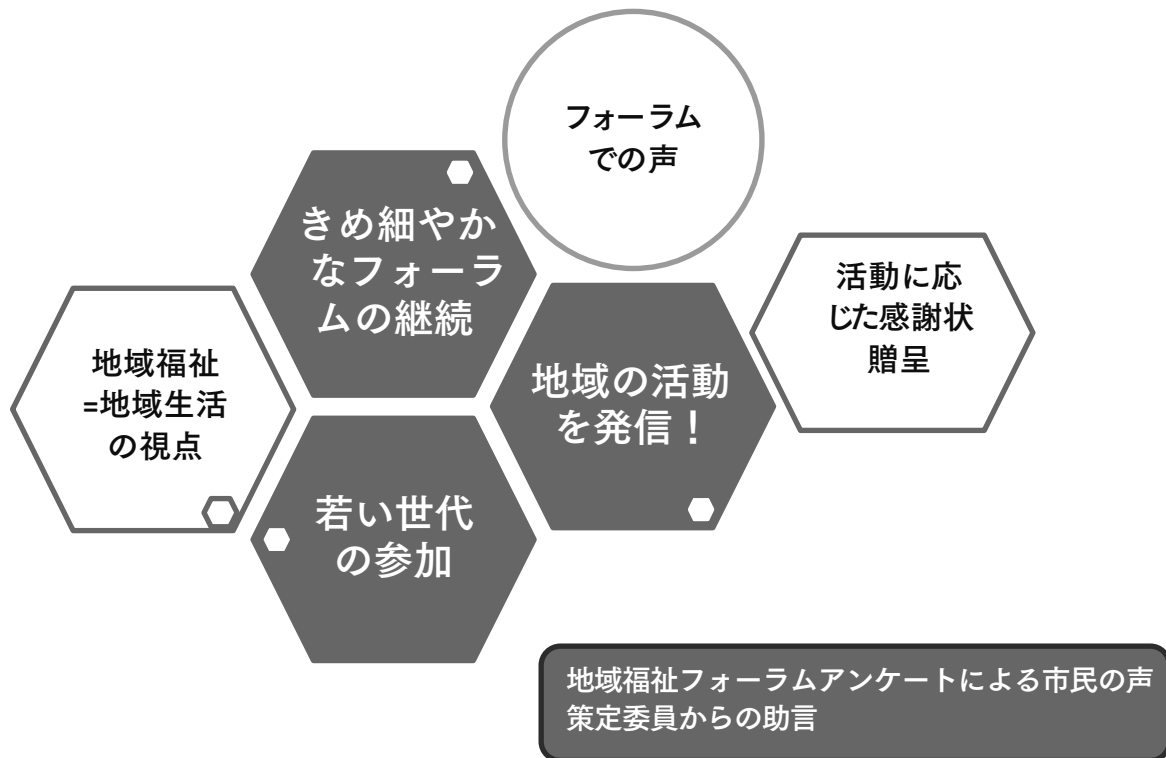 フォーラム
での声
きめ細やか
なフォーラ
ムの継続
活動に応
じた感謝状
贈呈
地域福祉
=地域生活
の視点
地域の活動
を発信！
若い世代
の参加
地域福祉フォーラムアンケートによる市民の声
策定委員からの助言